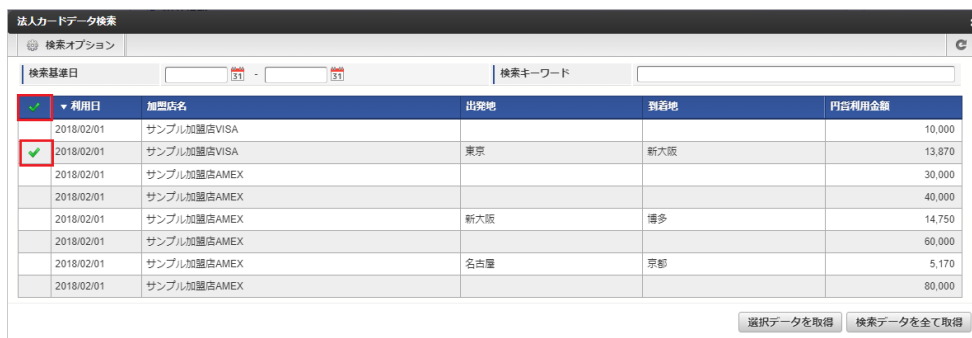 法人カードデータ検索
検索オプション
検索基準日 31 - 31 検索キーワード
▼ 利用日 加盟店名 出発地 到着地 円貨利用金額
2018/02/01 サンプル加盟店VISA 10,000
2018/02/01 サンプル加盟店VISA 東京 新大阪 13,870
2018/02/01 サンプル加盟店AMEX 30,000
2018/02/01 サンプル加盟店AMEX 40,000
2018/02/01 サンプル加盟店AMEX 新大阪 博多 14,750
2018/02/01 サンプル加盟店AMEX 60,000
2018/02/01 サンプル加盟店AMEX 名古屋 京都 5,170
2018/02/01 サンプル加盟店AMEX 80,000
選択データを取得 検索データを全て取得